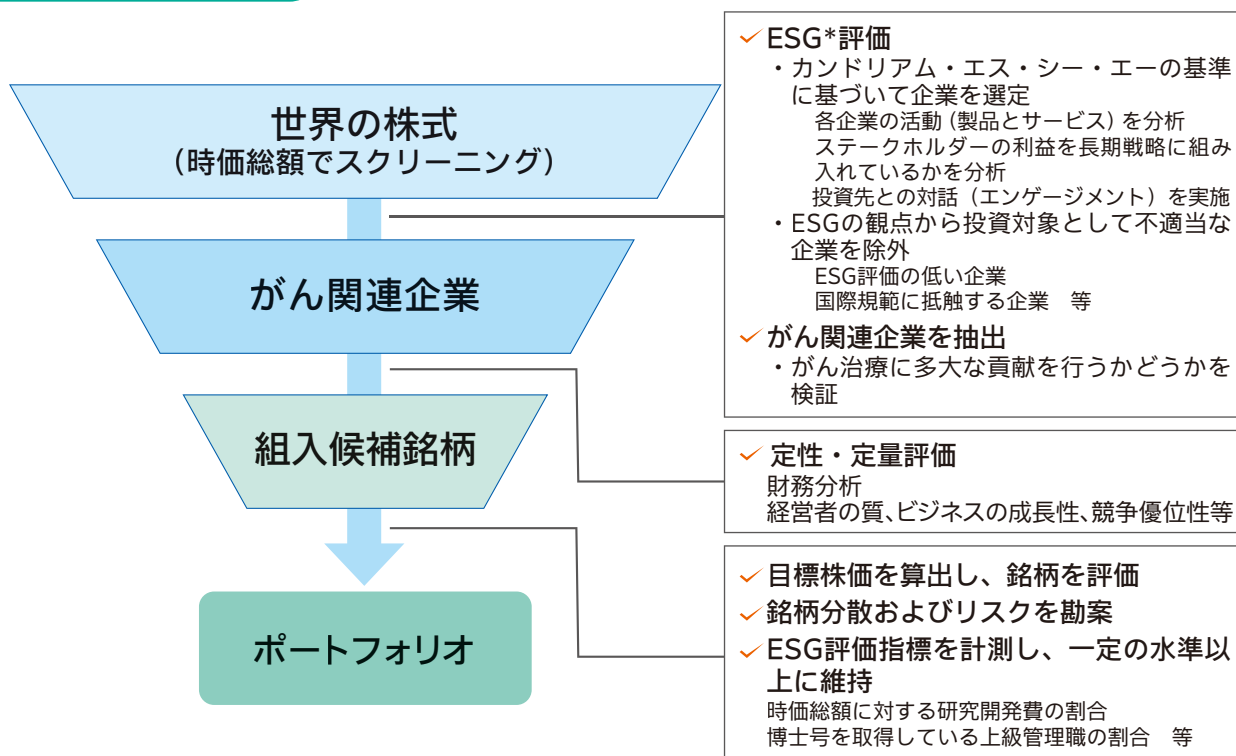 世界の株式
(時価総額でスクリーニング)
がん関連企業
組入候補銘柄
ポートフォリオ
ESG*評価
・カンドリアム・エス・シー・エーの基準
に基づいて企業を選定
各企業の活動(製品とサービス)を分析
ステークホルダーの利益を長期戦略に組み
入れているかを分析
投資先との対話(エンゲージメント)を実施
・ESGの観点から投資対象として不適当な
企業を除外
ESG評価の低い企業
国際規範に抵触する企業 等
がん関連企業を抽出
・がん治療に多大な貢献を行うかどうかを
検証
定性・定量評価
財務分析
経営者の質、ビジネスの成長性、競争優位性等
目標株価を算出し、銘柄を評価
銘柄分散およびリスクを勘案
ESG評価指標を計測し、一定の水準以
上に維持
時価総額に対する研究開発費の割合
博士号を取得している上級管理職の割合 等